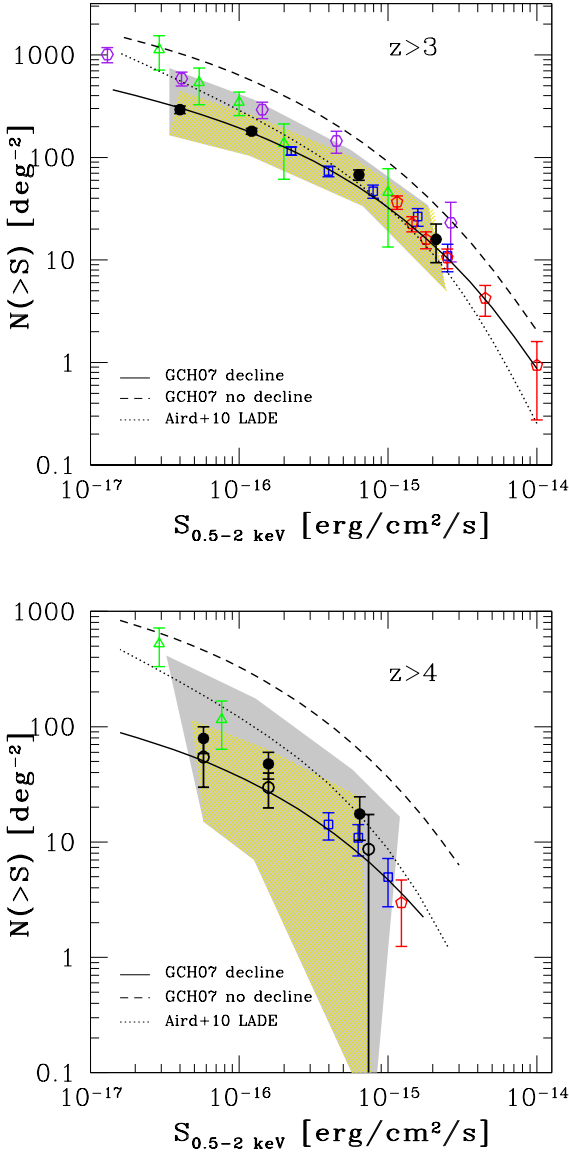 z>3
N(>S) [deg⁻²]
1000
100
10
1
0.1
GCH07 decline
GCH07 no decline
Aird+10 LADE
10⁻¹⁷ 10⁻¹⁶ 10⁻¹⁵ 10⁻¹⁴
S₀.₅₋₂ keV [erg/cm²/s]
z>4
N(>S) [deg⁻²]
1000
100
10
1
0.1
GCH07 decline
GCH07 no decline
Aird+10 LADE
10⁻¹⁷ 10⁻¹⁶ 10⁻¹⁵ 10⁻¹⁴
S₀.₅₋₂ keV [erg/cm²/s]